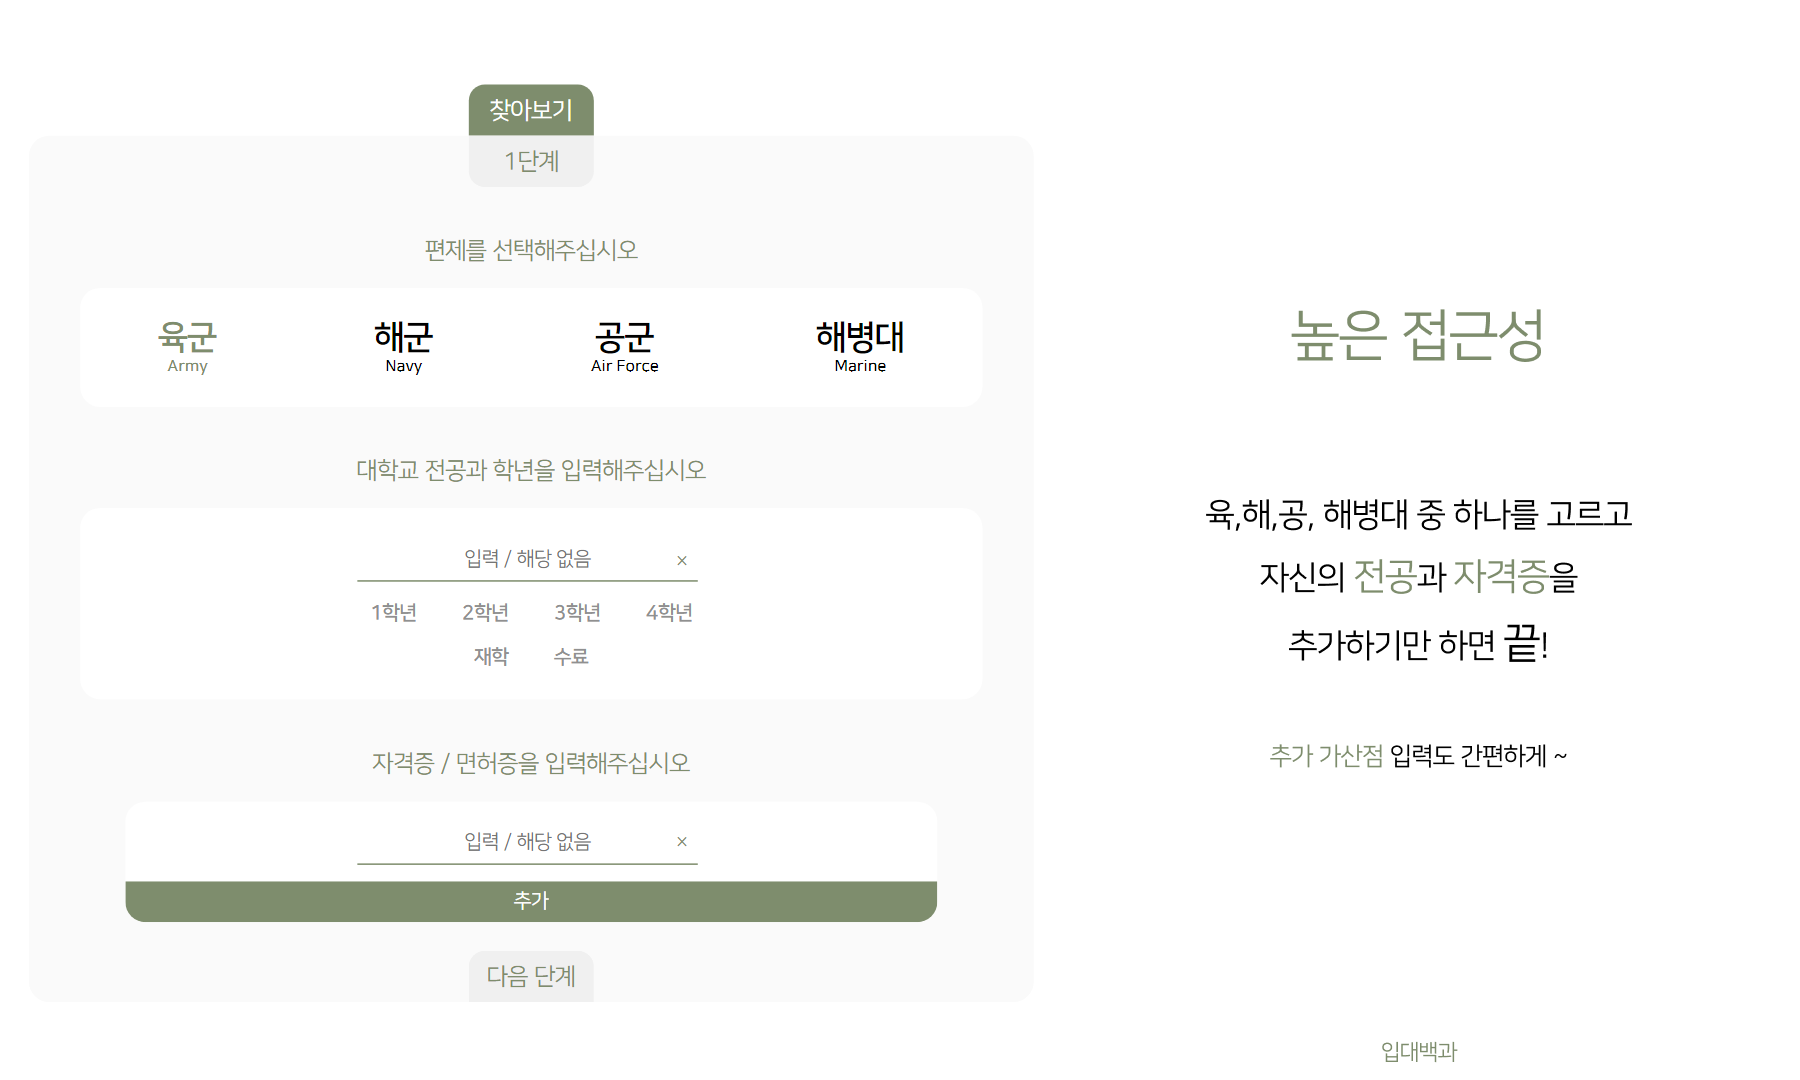 찾아보기
1단계
편제를 선택해주십시오
육군 해군 공군 해병대
Army Navy Air Force Marine
대학교 전공과 학년을 입력해주십시오
입력 / 해당 없음 ×
1학년 2학년 3학년 4학년
재학 수료
자격증 / 면허증을 입력해주십시오
입력 / 해당 없음 ×
추가
다음 단계
높은 접근성
육,해,공, 해병대 중 하나를 고르고
자신의 전공과 자격증을
추가하기만 하면 끝!
추가 가산점 입력도 간편하게 ~
입대백과